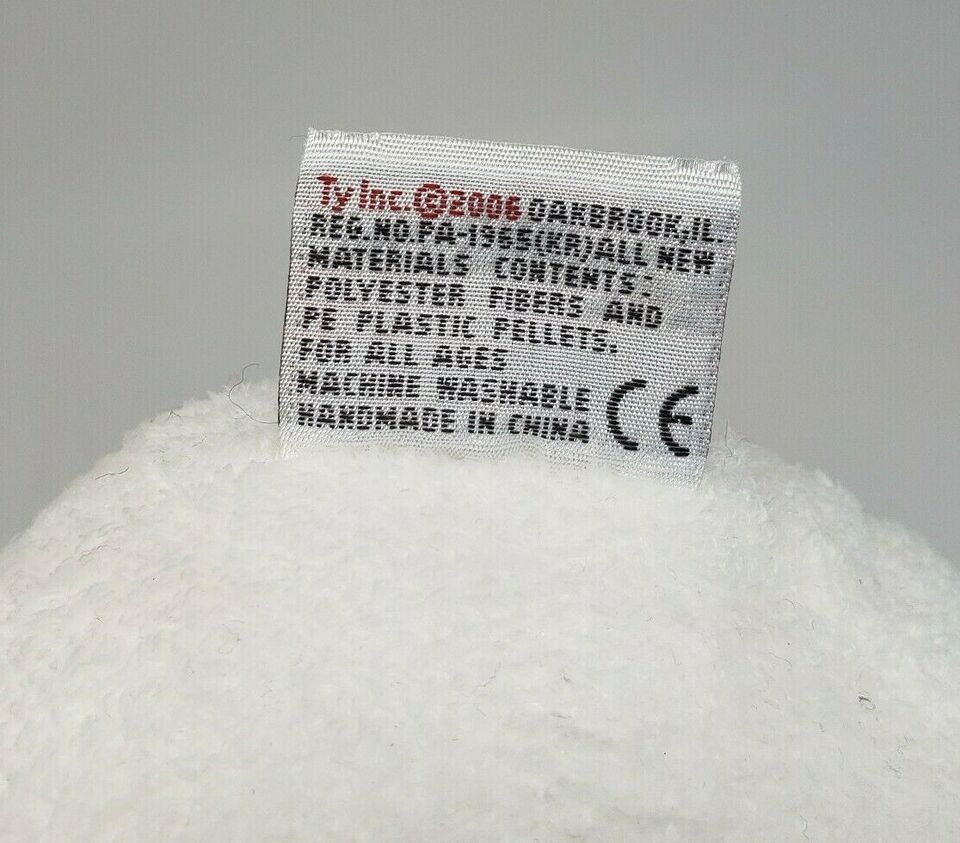 Ty Inc. ©2006 OAKBROOK,IL.
REG.NO.PA-1965(KR)/ALL NEW
MATERIALS CONTENTS:
POLYESTER FIBERS AND
PE PLASTIC PELLETS.
FOR ALL AGES
MACHINE WASHABLE
HANDMADE IN CHINA CE